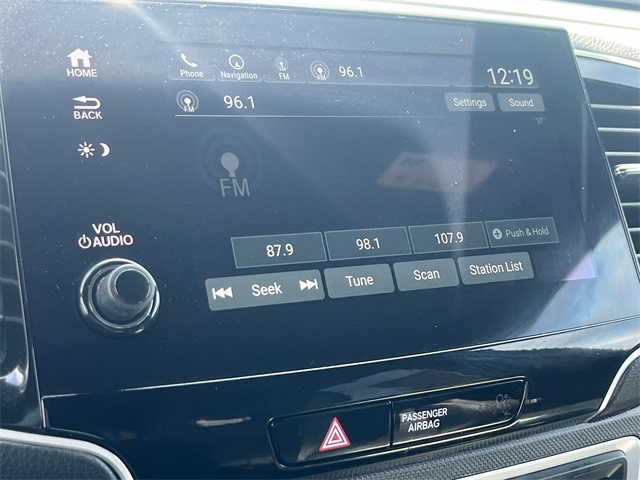 HOME
Phone
Navigation
FM
96.1
12:19
BACK
FM
96.1
Settings
Sound
FM
VOL
AUDIO
87.9
98.1
107.9
Push & Hold
Seek
Tune
Scan
Station List
PASSENGER
AIRBAG